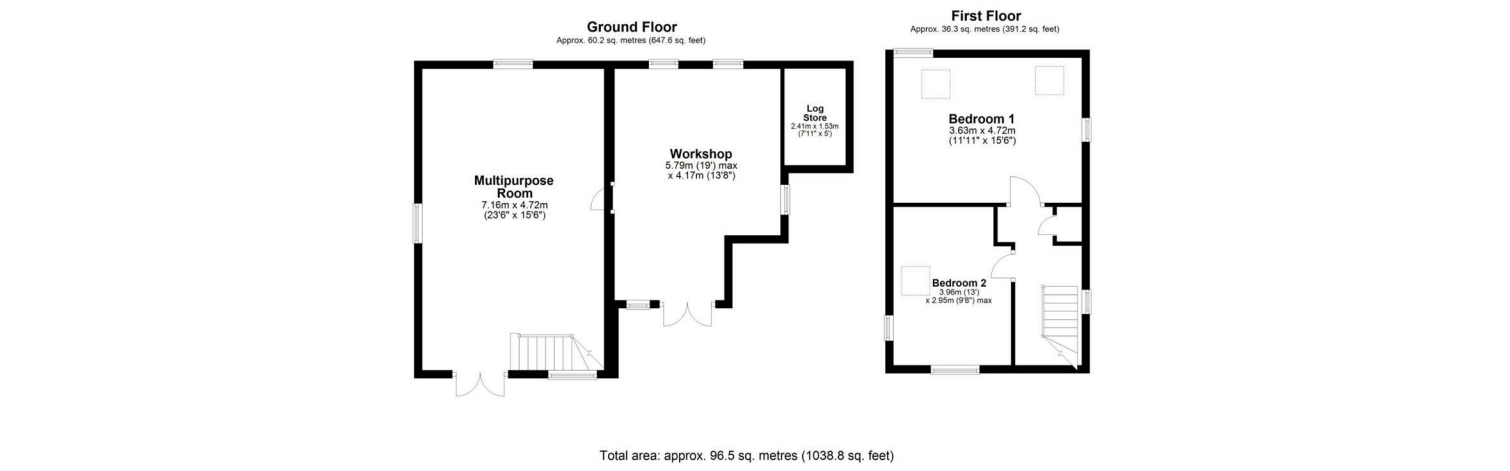 Ground Floor
Approx. 60.2 sq. metres (647.6 sq. feet)
Multipurpose
Room
7.16m x 4.72m
(23'6" x 15'6")
Workshop
5.79m (19') max
x 4.17m (13'8")
Log
Store
2.41m x 1.53m
(7'11" x 5')
First Floor
Approx. 36.3 sq. metres (391.2 sq. feet)
Bedroom 1
3.63m x 4.72m
(11'11" x 15'6")
Bedroom 2
3.96m (13')
x 2.95m (9'8") max
Total area: approx. 96.5 sq. metres (1038.8 sq. feet)